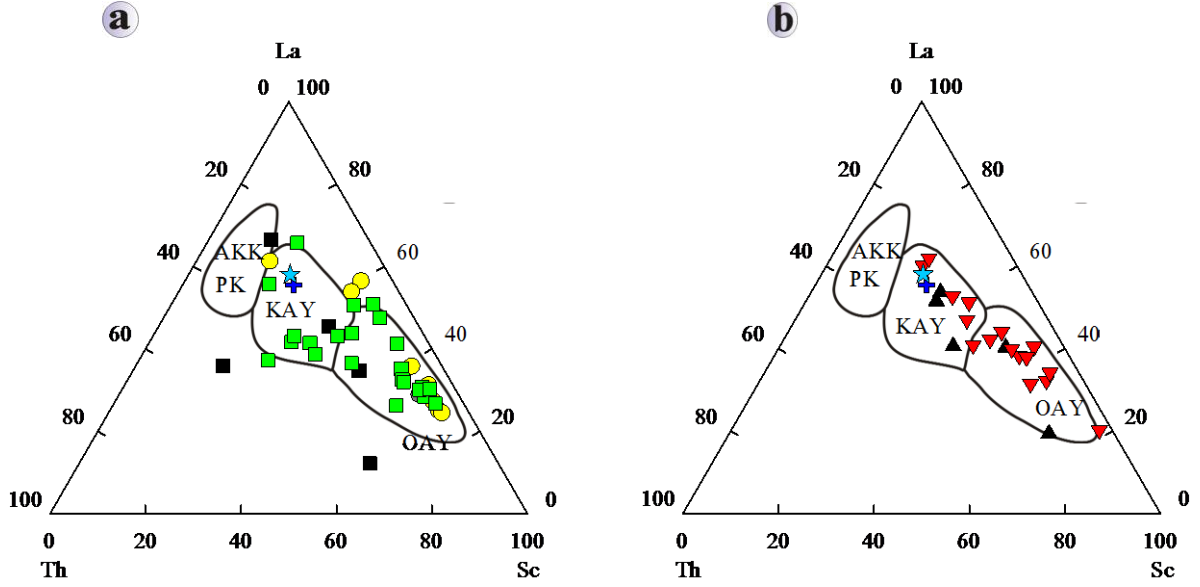 a b
La La
0 100 0 100
20 80 20 80
40 60 40 60
AKK AKK
PK PK
KAY KAY
60 40 60 40
80 20 80 20
OAY OAY
100 0 100 0
0 20 40 60 80 100 0 20 40 60 80 100
Th Sc Th Sc